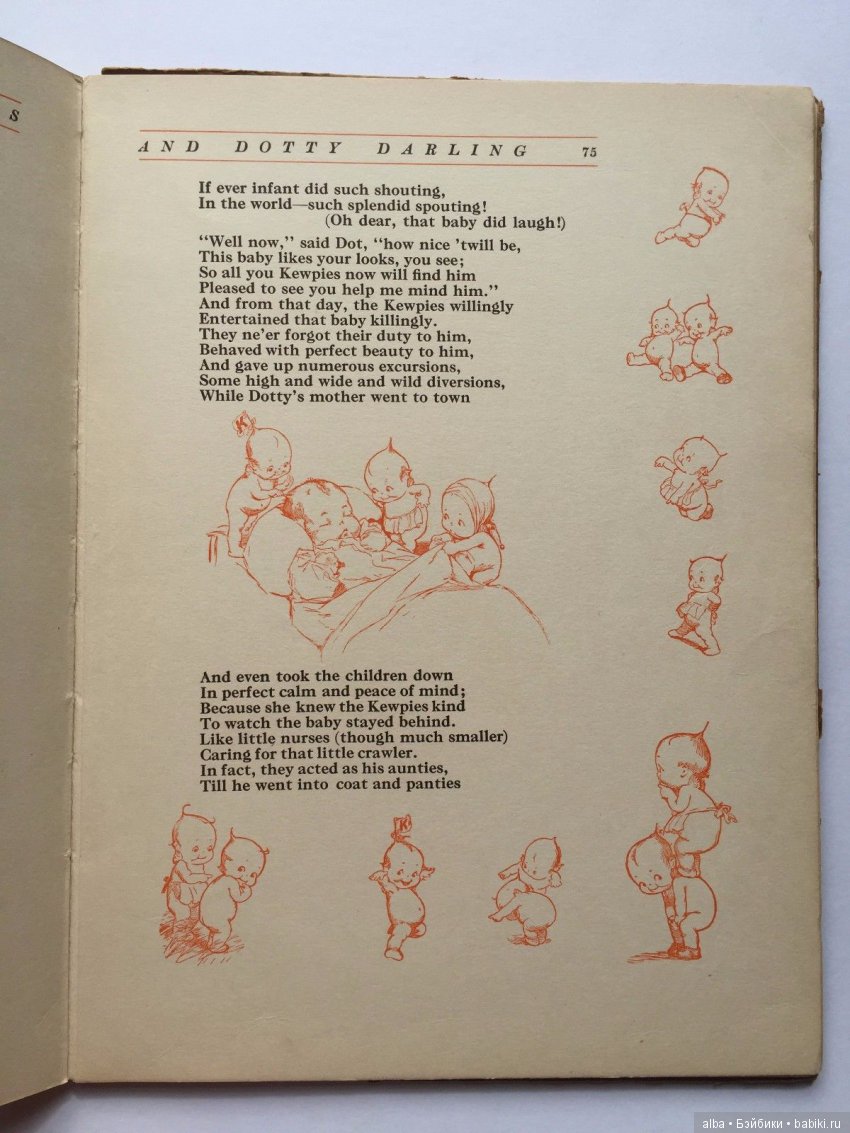 S
AND DOTTY DARLING 75
If ever infant did such shouting,
In the world—such splendid spouting!
(Oh dear, that baby did laugh!)
“Well now,” said Dot, “how nice ’twill be,
This baby likes your looks, you see;
So all you Kewpies now will find him
Pleased to see you help me mind him.”
And from that day, the Kewpies willingly
Entertained that baby killingly.
They ne’er forgot their duty to him,
Behaved with perfect beauty to him,
And gave up numerous excursions,
Some high and wide and wild diversions,
While Dotty’s mother went to town
K
And even took the children down
In perfect calm and peace of mind;
Because she knew the Kewpies kind
To watch the baby stayed behind.
Like little nurses (though much smaller)
Caring for that little crawler.
In fact, they acted as his aunties,
Till he went into coat and panties
K
alba • Бэйбики • babiki.ru